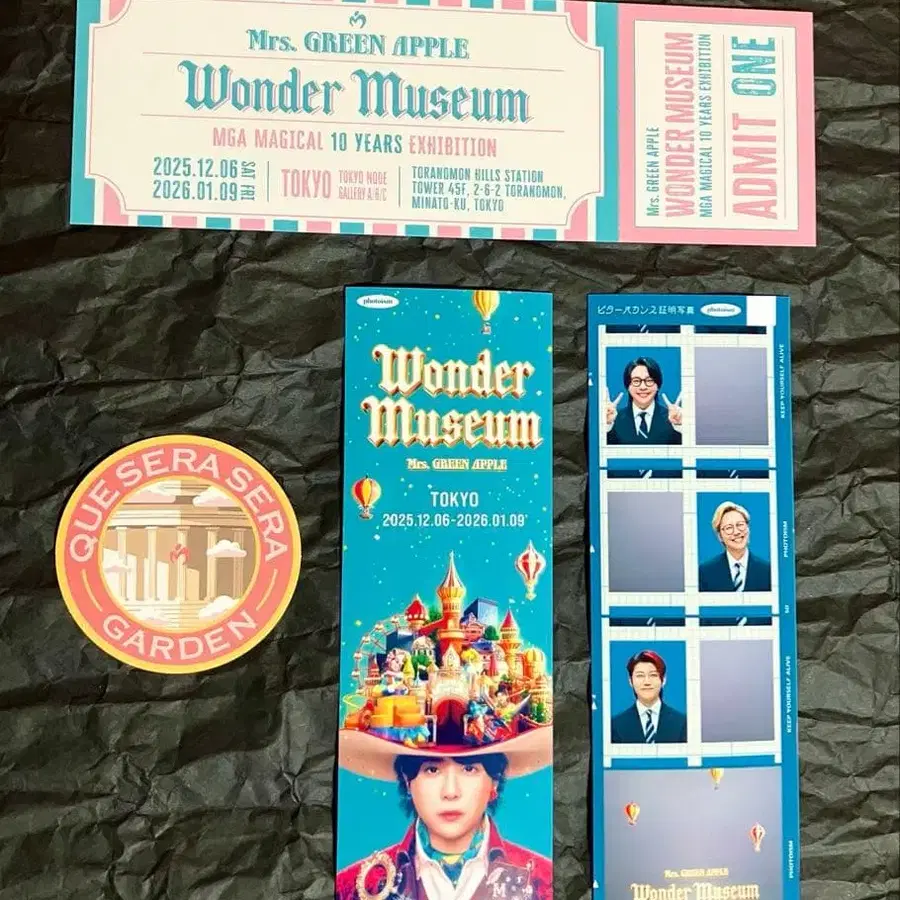 Mrs. GREEN APPLE
Wonder Museum
MGA MAGICAL 10 YEARS EXHIBITION
2025.12.06 SAT
2026.01.09 FRI
TOKYO
TOKYO NODE
GALLERY A/B/C
TORANOMON HILLS STATION
TOWER 45F, 2-6-2 TORANOMON,
MINATO-KU, TOKYO
Mrs. GREEN APPLE
WONDER MUSEUM
MGA MAGICAL 10 YEARS EXHIBITION
ADMIT ONE
QUE SERA SERA
GARDEN
photoism
Wonder
Museum
Mrs. GREEN APPLE
TOKYO
2025.12.06-2026.01.09
ビターバカンス証明写真
photoism
KEEP YOURSELF ALIVE
PHOTOISM
KEEP YOURSELF ALIVE
PHOTOISM
Mrs. GREEN APPLE
Wonder Museum